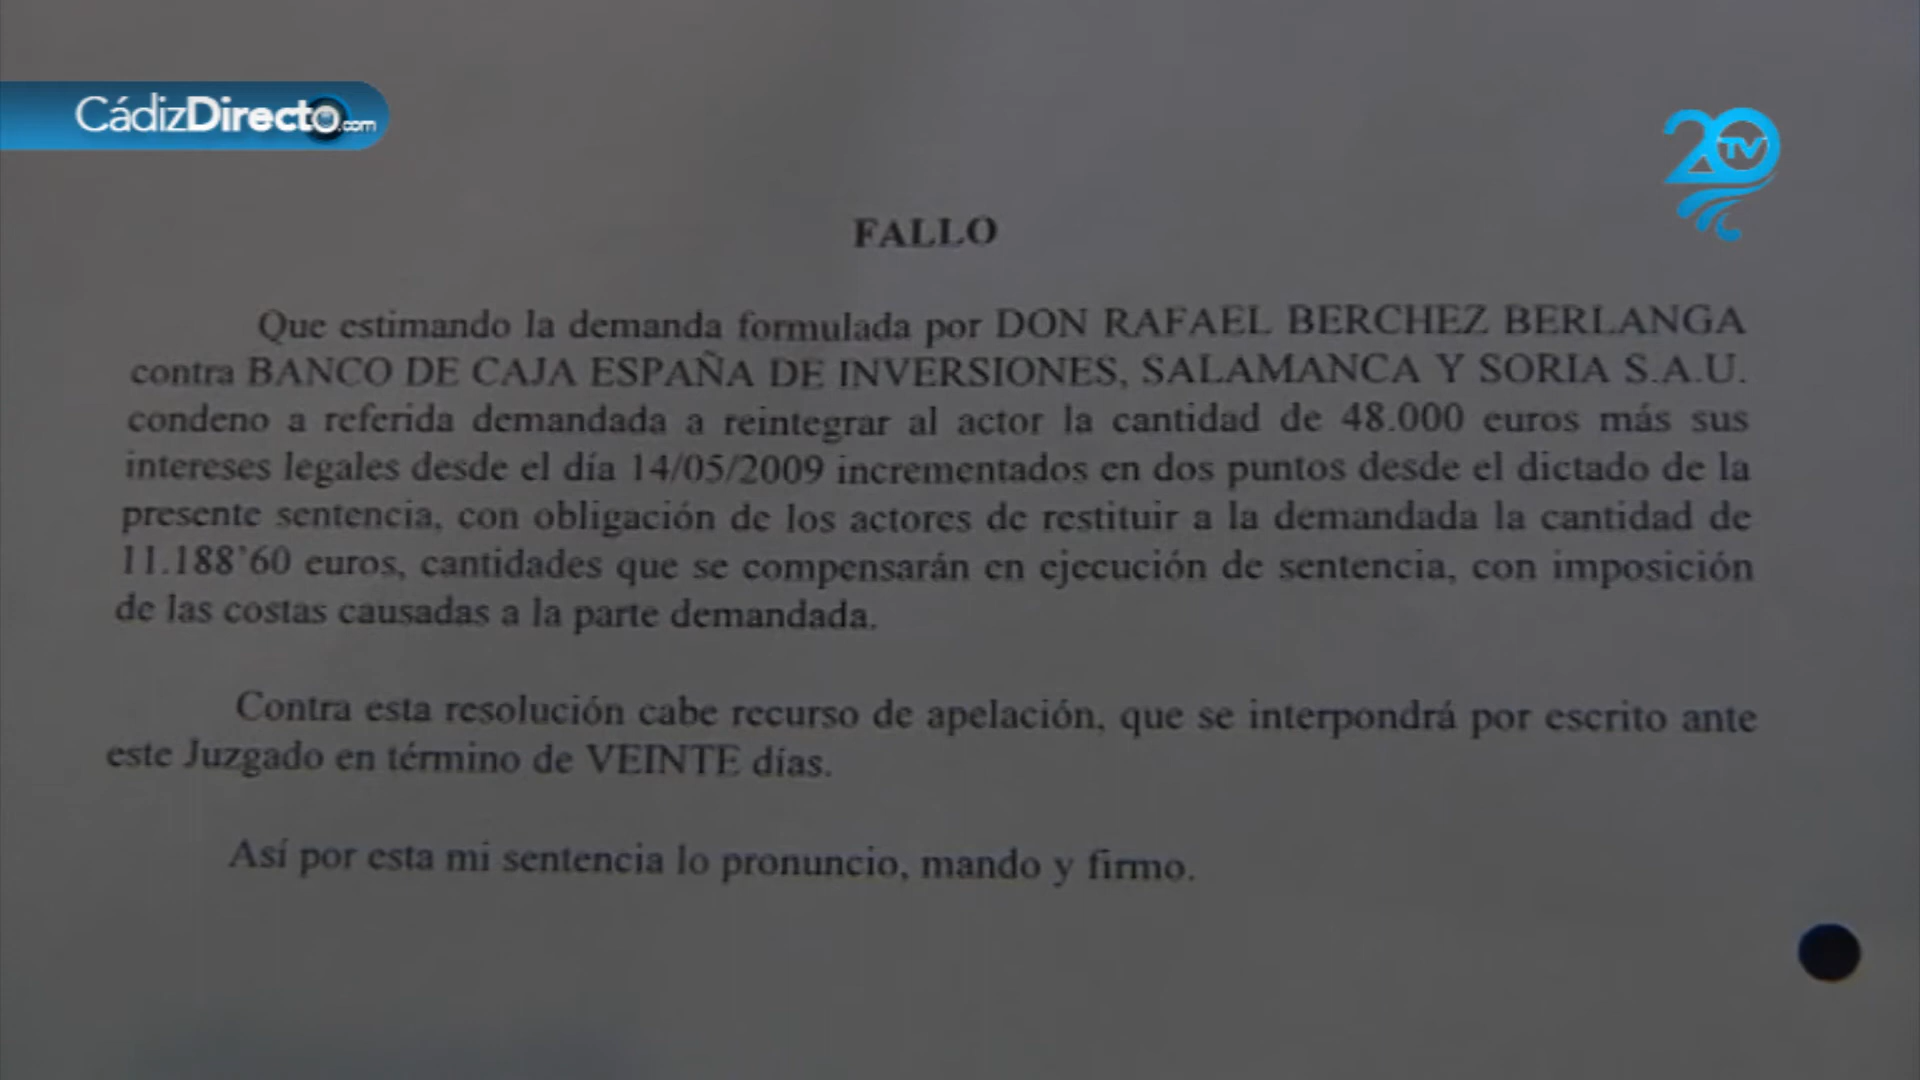 CádizDirecto.com
20TV
FALLO
Que estimando la demanda formulada por DON RAFAEL BERCHEZ BERLANGA
contra BANCO DE CAJA ESPAÑA DE INVERSIONES, SALAMANCA Y SORIA S.A.U.
condeno a referida demandada a reintegrar al actor la cantidad de 48.000 euros más sus
intereses legales desde el día 14/05/2009 incrementados en dos puntos desde el dictado de la
presente sentencia, con obligación de los actores de restituir a la demandada la cantidad de
11.188’60 euros, cantidades que se compensarán en ejecución de sentencia, con imposición
de las costas causadas a la parte demandada.
Contra esta resolución cabe recurso de apelación, que se interpondrá por escrito ante
este Juzgado en término de VEINTE días.
Así por esta mi sentencia lo pronuncio, mando y firmo.